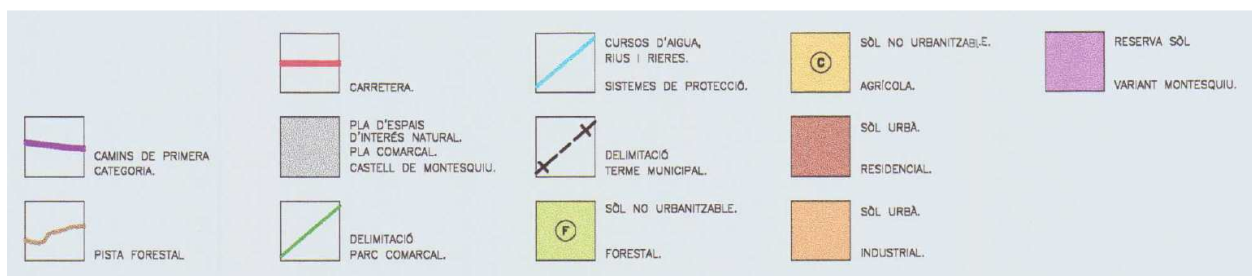 CAMINS DE PRIMERA
CATEGORIA.
PISTA FORESTAL
CARRETERA.
PLA D'ESPAIS
D'INTERÉS NATURAL.
PLA COMARCAL.
CASTELL DE MONTESQUIU.
DELIMITACIÓ
PARC COMARCAL.
CURSOS D'AIGUA,
RIUS I RIERES.
SISTEMES DE PROTECCIÓ.
DELIMITACIÓ
TERME MUNICIPAL.
F
SÒL NO URBANITZABLE.
FORESTAL.
C
SÒL NO URBANITZABLE.
AGRÍCOLA.
SÒL URBÀ.
RESIDENCIAL.
SÒL URBÀ.
INDUSTRIAL.
RESERVA SÒL
VARIANT MONTESQUIU.